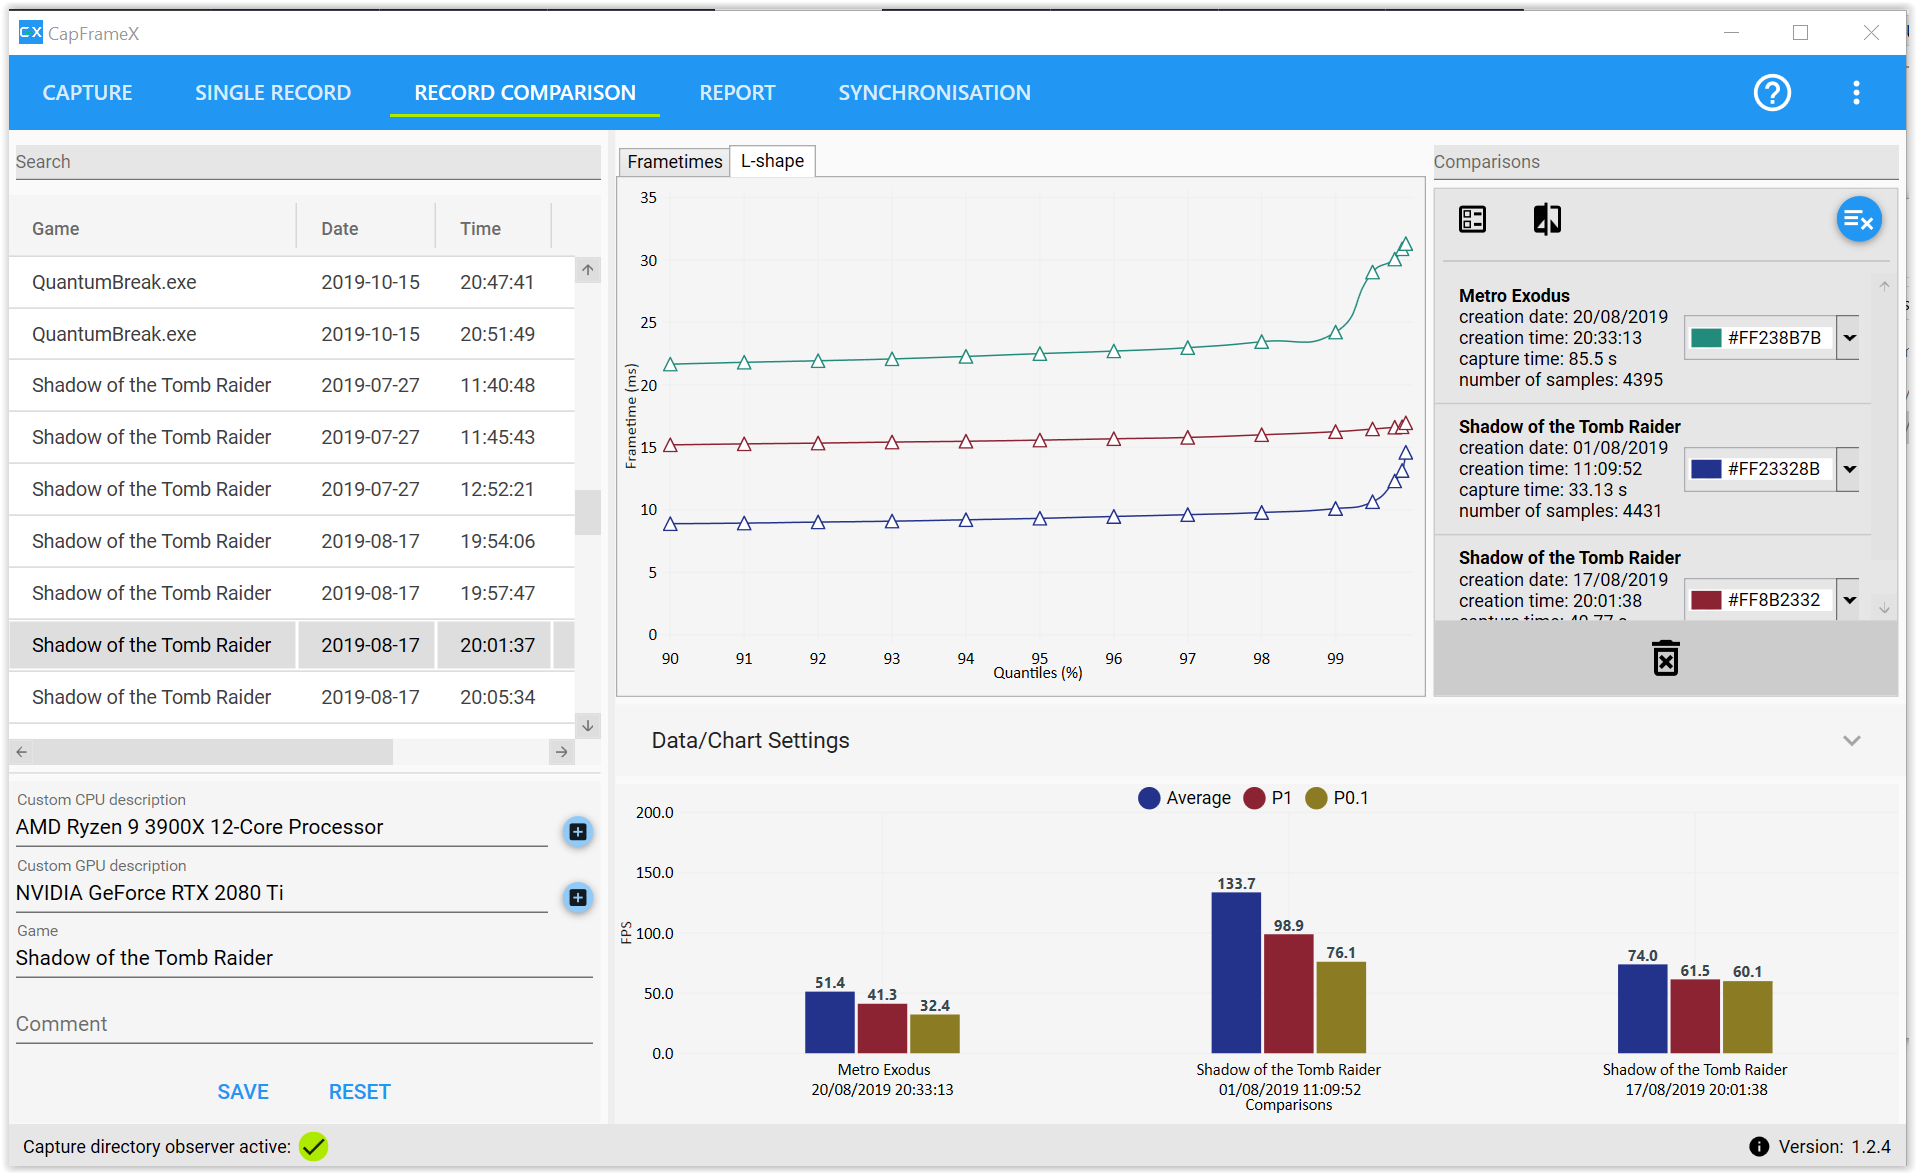 CX CapFrameX
CAPTURE SINGLE RECORD RECORD COMPARISON REPORT SYNCHRONISATION
Search
Game Date Time
QuantumBreak.exe 2019-10-15 20:47:41
QuantumBreak.exe 2019-10-15 20:51:49
Shadow of the Tomb Raider 2019-07-27 11:40:48
Shadow of the Tomb Raider 2019-07-27 11:45:43
Shadow of the Tomb Raider 2019-07-27 12:52:21
Shadow of the Tomb Raider 2019-08-17 19:54:06
Shadow of the Tomb Raider 2019-08-17 19:57:47
Shadow of the Tomb Raider 2019-08-17 20:01:37
Shadow of the Tomb Raider 2019-08-17 20:05:34
Custom CPU description
AMD Ryzen 9 3900X 12-Core Processor
Custom GPU description
NVIDIA GeForce RTX 2080 Ti
Game
Shadow of the Tomb Raider
Comment
SAVE RESET
Frametimes L-shape
35
30
25
20
15
10
5
0
Frametime (ms)
90 91 92 93 94 95 96 97 98 99
Quantiles (%)
Comparisons
Metro Exodus
creation date: 20/08/2019
creation time: 20:33:13
capture time: 85.5 s
number of samples: 4395
#FF238B7B
Shadow of the Tomb Raider
creation date: 01/08/2019
creation time: 11:09:52
capture time: 33.13 s
number of samples: 4431
#FF23328B
Shadow of the Tomb Raider
creation date: 17/08/2019
creation time: 20:01:38
capture time: 49.77 s
#FF8B2332
Data/Chart Settings
Average P1 P0.1
200.0
150.0
100.0
50.0
0.0
FPS
51.4 41.3 32.4
133.7 98.9 76.1
74.0 61.5 60.1
Metro Exodus
20/08/2019 20:33:13
Shadow of the Tomb Raider
01/08/2019 11:09:52
Shadow of the Tomb Raider
17/08/2019 20:01:38
Comparisons
Capture directory observer active:
Version: 1.2.4